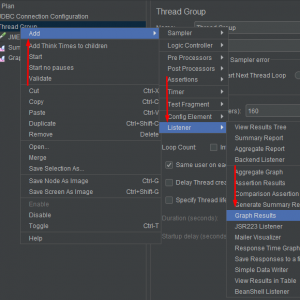 Plan
JDBC Connection Configuration
Thread Group
Add
Add Think Times to children
Start
Start no pauses
Validate
Cut Ctrl-X
Copy Ctrl-C
Paste Ctrl-V
Duplicate Ctrl+Shift-C
Remove Delete
Open...
Merge
Save Selection As...
Save Node As Image Ctrl-G
Save Screen As Image Ctrl+Shift-G
Enable
Disable
Toggle Ctrl-T
Help
Sampler
Logic Controller
Pre Processors
Post Processors
Assertions
Timer
Test Fragment
Config Element
Listener
View Results Tree
Summary Report
Aggregate Report
Backend Listener
Aggregate Graph
Assertion Results
Comparison Assertion
Generate Summary Re
Graph Results
JSR223 Listener
Mailer Visualizer
Response Time Graph
Save Responses to a f
Simple Data Writer
View Results in Table
BeanShell Listener
Thread Group
Sampler error
rt Next Thread Loop
ers): 150
Loop Count:
Same user on ea
Delay Thread crea
Specify Thread life
Duration (seconds):
Startup delay (seconds)